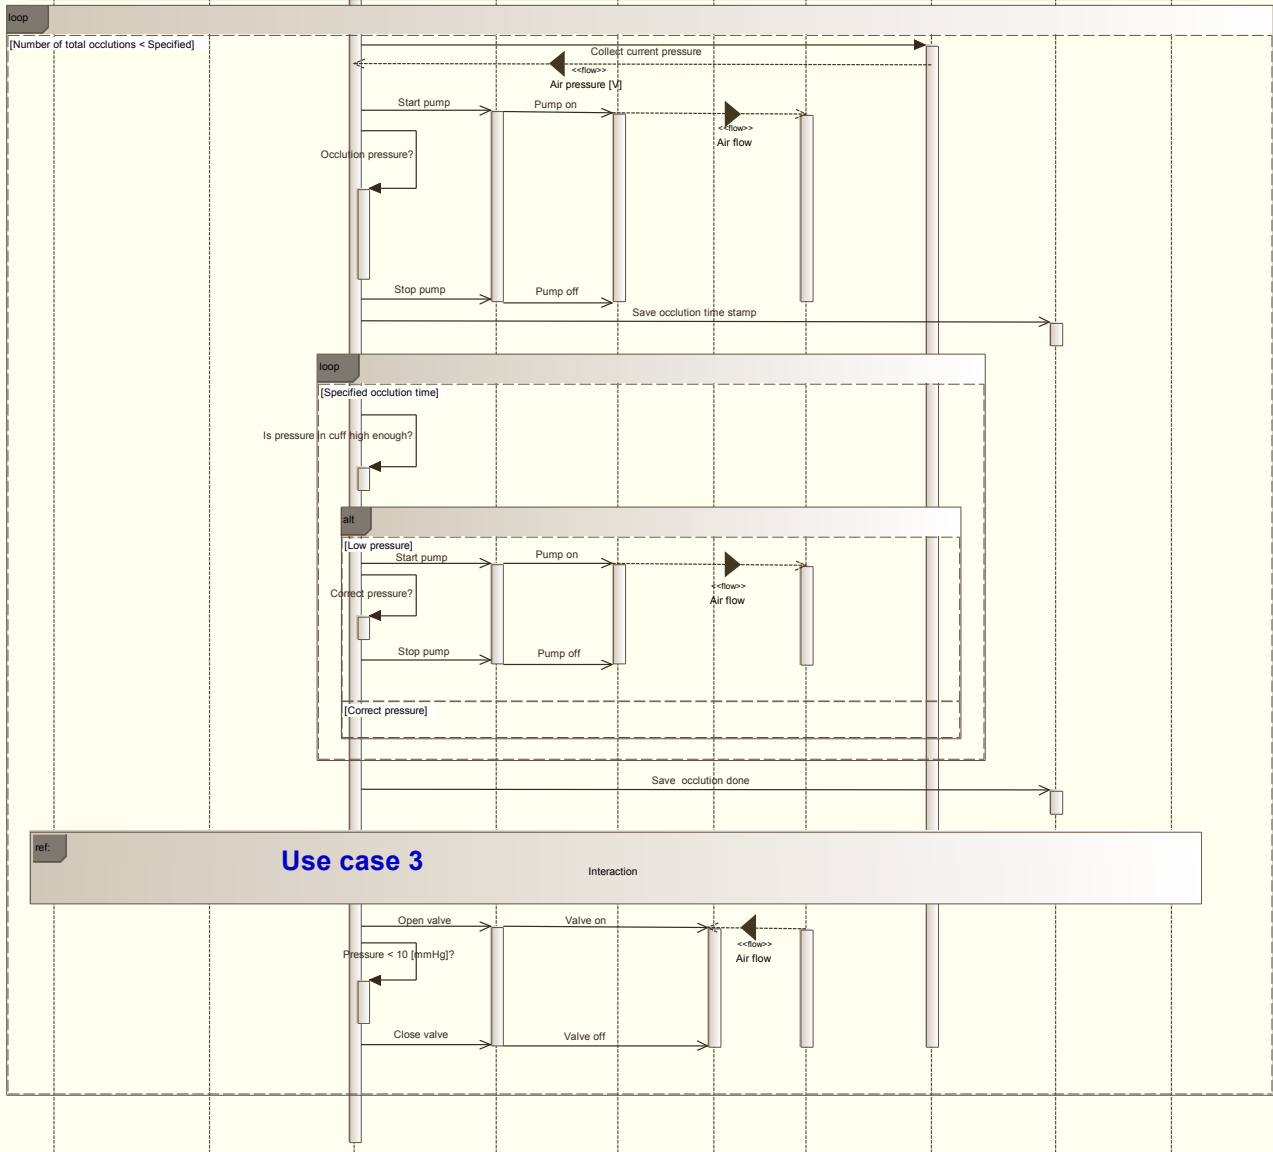 loop
[Number of total occlutions < Specified]
Collect current pressure
<<flow>>
Air pressure [V]
Start pump
Pump on
<<flow>>
Air flow
Occlution pressure?
Stop pump
Pump off
Save occlution time stamp
loop
[Specified occlution time]
Is pressure in cuff high enough?
alt
[Low pressure]
Start pump
Pump on
<<flow>>
Air flow
Correct pressure?
Stop pump
Pump off
[Correct pressure]
Save occlution done
ref:
Use case 3
Interaction
Open valve
Valve on
<<flow>>
Air flow
Pressure < 10 [mmHg]?
Close valve
Valve off